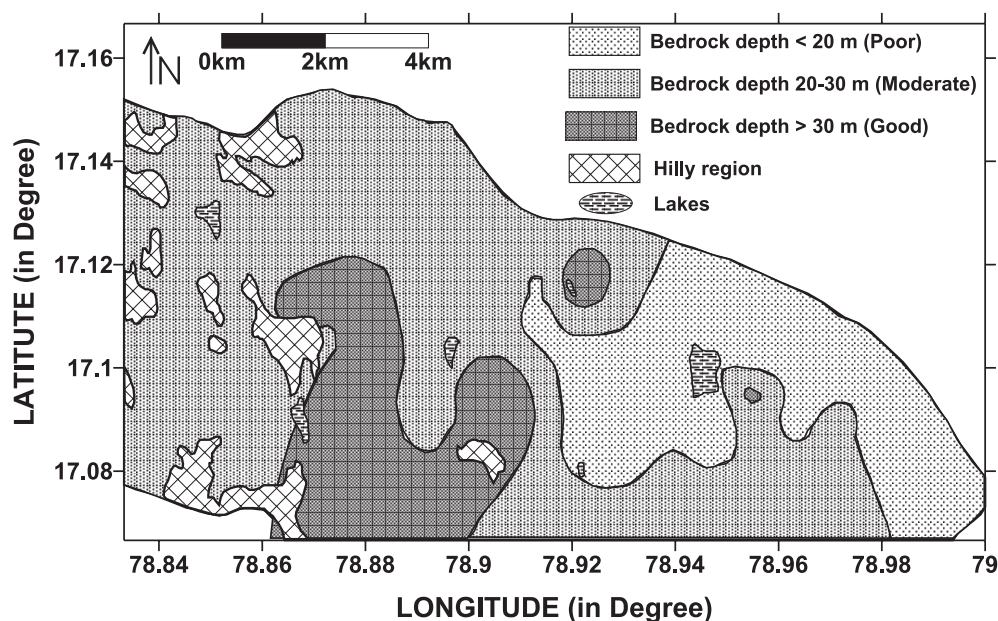 17.16
17.14
17.12
17.1
17.08
LATITUTE (in Degree)
N
0km 2km 4km
Bedrock depth < 20 m (Poor)
Bedrock depth 20-30 m (Moderate)
Bedrock depth > 30 m (Good)
Hilly region
Lakes
78.84 78.86 78.88 78.9 78.92 78.94 78.96 78.98 79
LONGITUDE (in Degree)